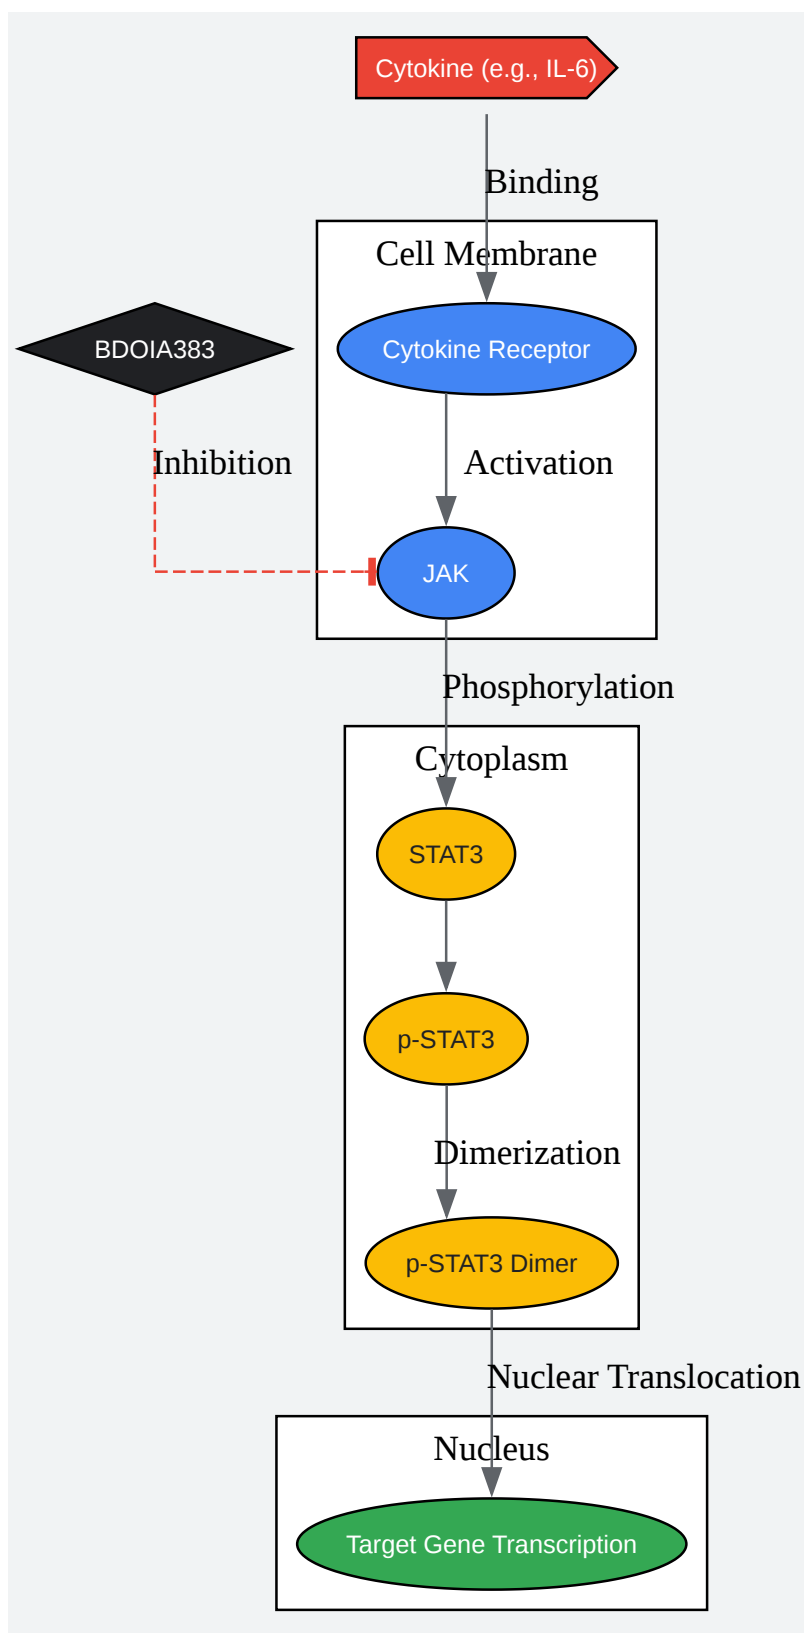 Cytokine (e.g., IL-6)
Binding
Cell Membrane
BDOIA383
Cytokine Receptor
Inhibition
Activation
JAK
Phosphorylation
Cytoplasm
STAT3
p-STAT3
Dimerization
p-STAT3 Dimer
Nuclear Translocation
Nucleus
Target Gene Transcription